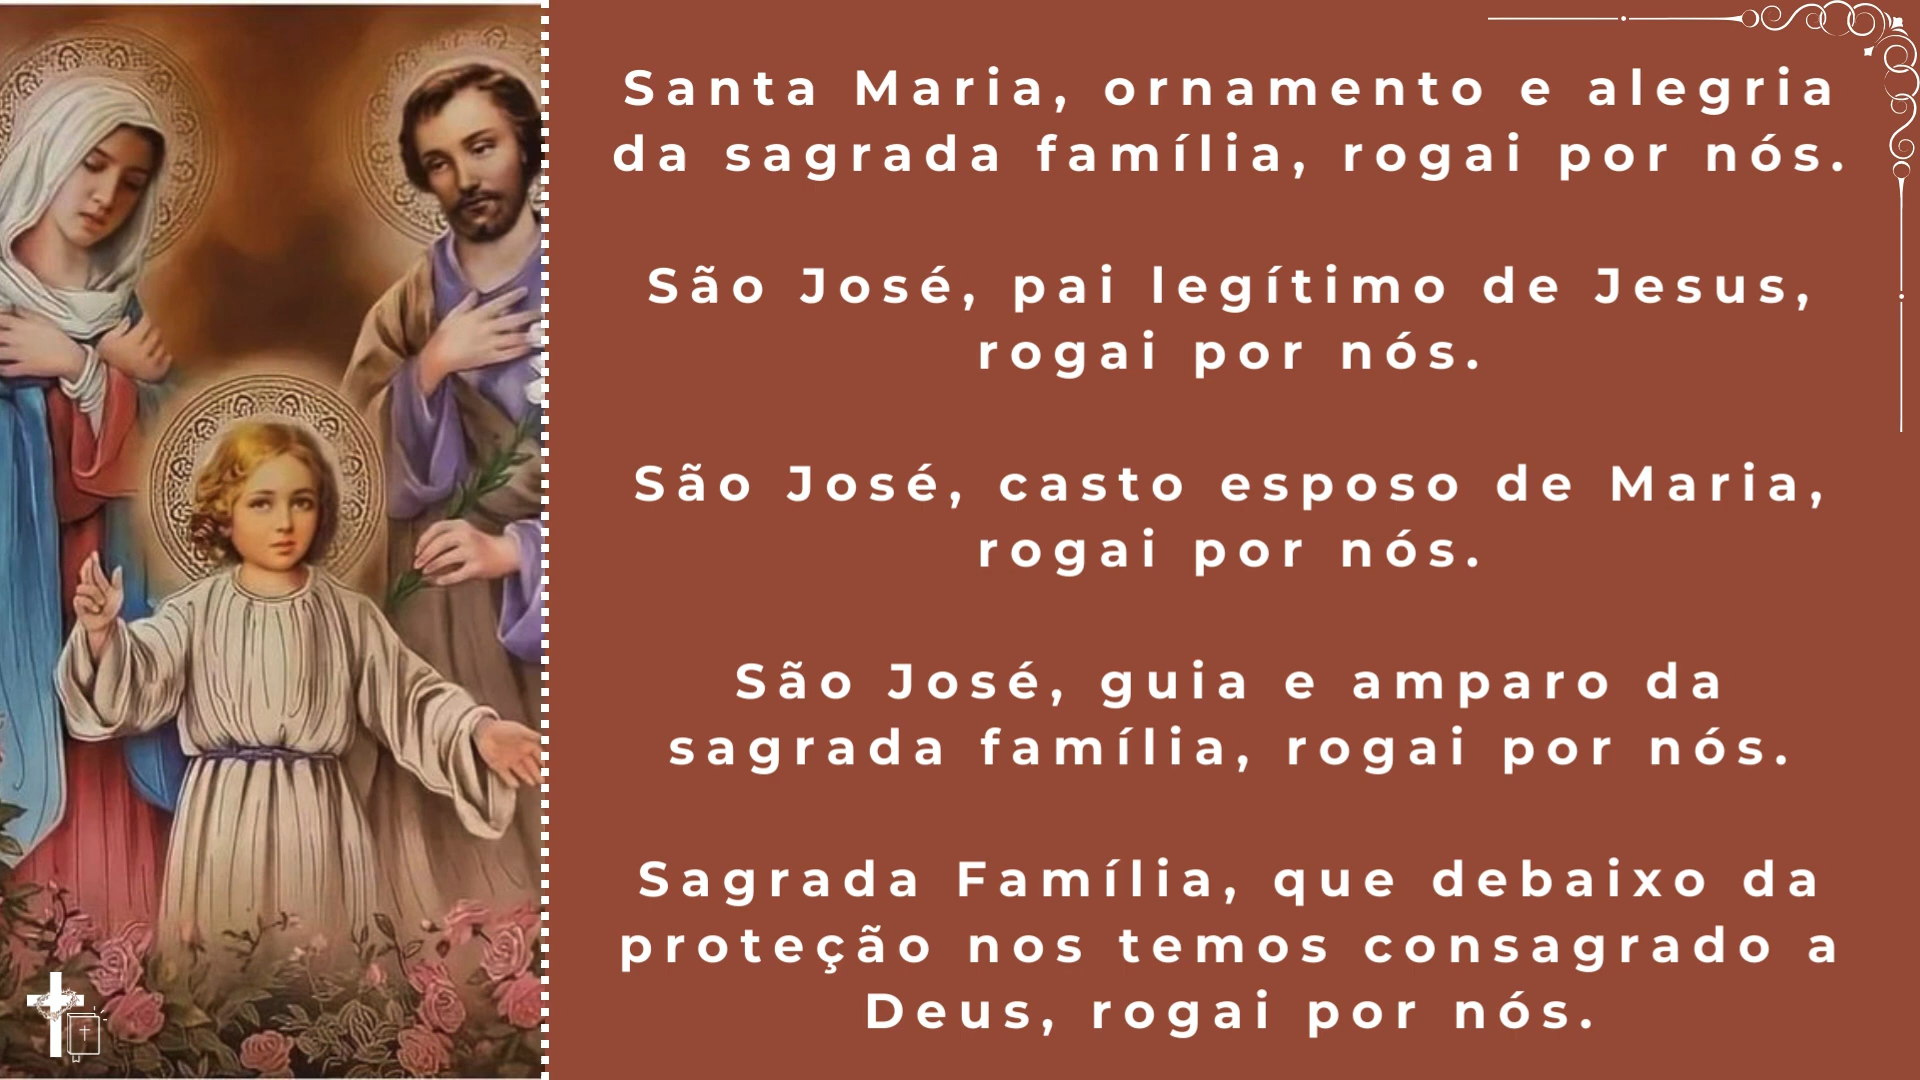 Santa Maria, ornamento e alegria
da sagrada família, rogai por nós.
São José, pai legítimo de Jesus,
rogai por nós.
São José, casto esposo de Maria,
rogai por nós.
São José, guia e amparo da
sagrada família, rogai por nós.
Sagrada Família, que debaixo da
proteção nos temos consagrado a
Deus, rogai por nós.